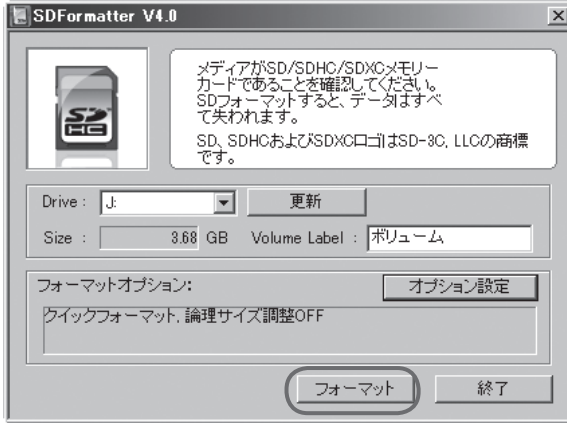 SDFormatter V4.0
メディアがSD/SDHC/SDXCメモリー
カードであることを確認してください。
SDフォーマットすると、データはすべ
て失われます。
SD、SDHCおよびSDXCロゴはSD-3C, LLCの商標
です。
SD
HC
Drive : J: 更新
Size : 3.68 GB Volume Label : ボリューム
フォーマットオプション: オプション設定
クイックフォーマット, 論理サイズ調整OFF
フォーマット 終了